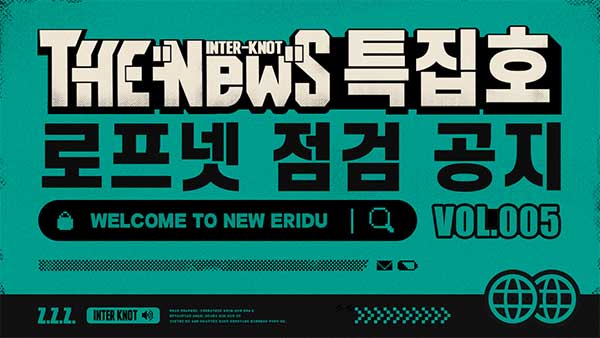 INTER-KNOT
THE NEWS 특집호
로프넷 점검 공지
WELCOME TO NEW ERIDU
VOL.005
Z.Z.Z.
INTER KNOT